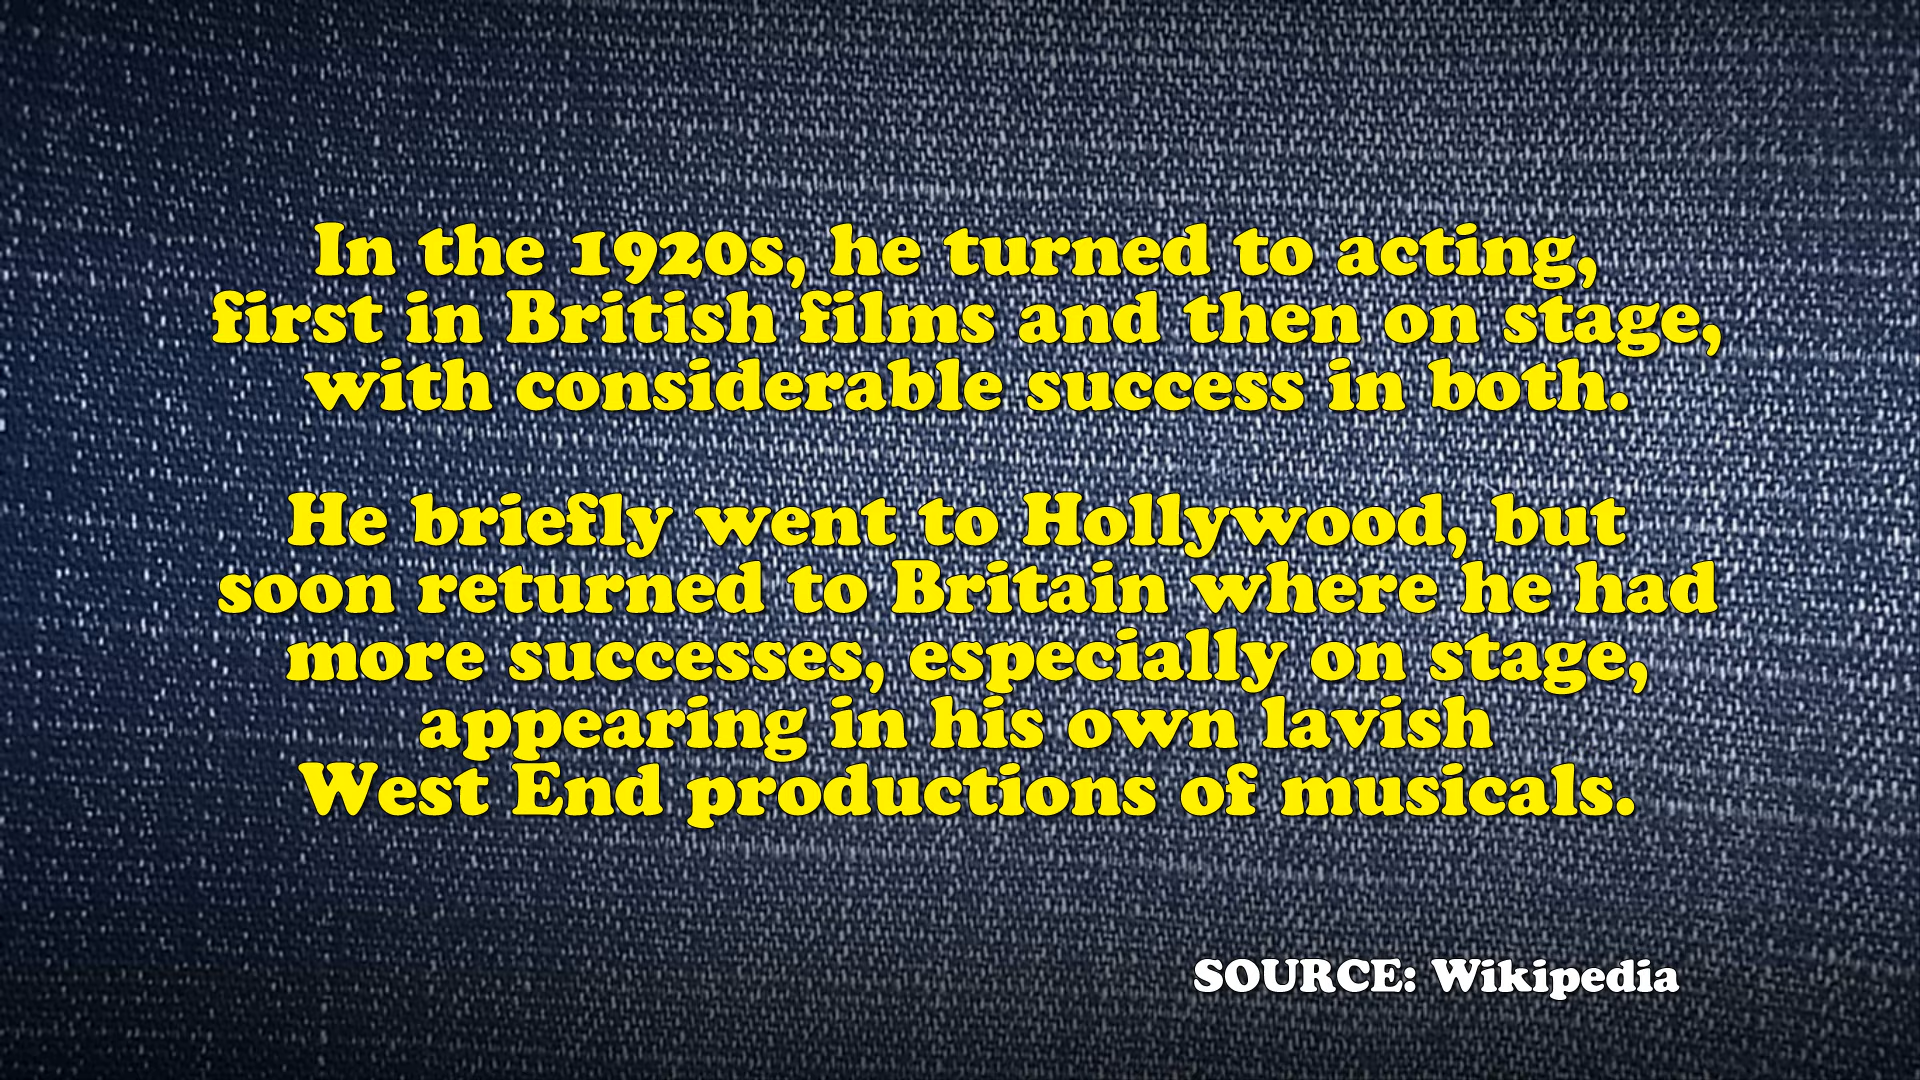 In the 1920s, he turned to acting,
first in British films and then on stage,
with considerable success in both.
He briefly went to Hollywood, but
soon returned to Britain where he had
more successes, especially on stage,
appearing in his own lavish
West End productions of musicals.
SOURCE: Wikipedia